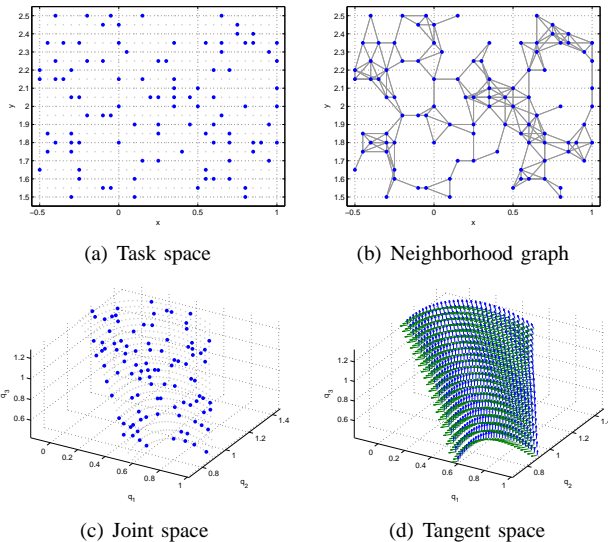 2.5
2.4
2.3
2.2
2.1
2
1.9
1.8
1.7
1.6
1.5
y
−0.5 0 0.5 1
x
2.5
2.4
2.3
2.2
2.1
2
1.9
1.8
1.7
1.6
1.5
y
−0.5 0 0.5 1
x
(a) Task space
(b) Neighborhood graph
1.2
1
0.8
0.6
q3
0 0.2 0.4 0.6 0.8 1
q1
0.8
1
1.2
1.4
q2
1.2
1
0.8
0.6
q3
0 0.2 0.4 0.6 0.8 1
q1
0.8
1
1.2
1.4
q2
(c) Joint space
(d) Tangent space